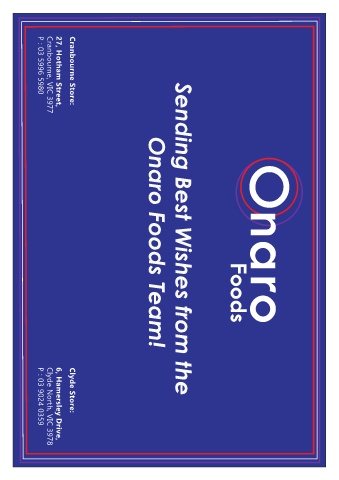 Onaro
Foods
Sending Best Wishes from the
Onaro Foods Team!
Cranbourne Store:
27, Hotham Street,
Cranbourne, VIC 3977
P : 03 5996 5980
Clyde Store:
6, Hamersley Drive,
Clyde North, VIC 3978
P : 03 9024 0359